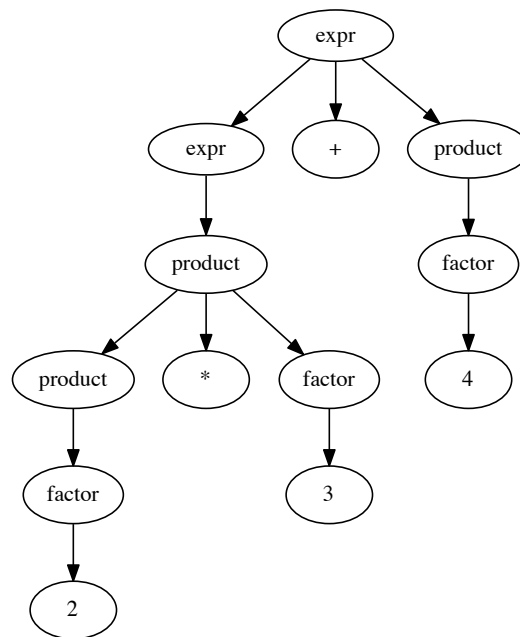 expr
expr + product
product factor
product * factor 4
factor 3
2